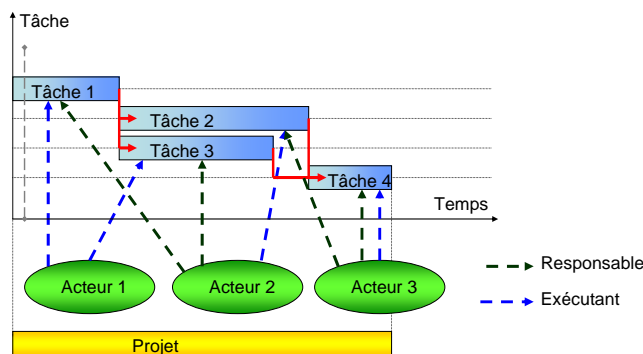 Tâche
Tâche 1
Tâche 2
Tâche 3
Tâche 4
Temps
Acteur 1
Acteur 2
Acteur 3
Responsable
Exécutant
Projet